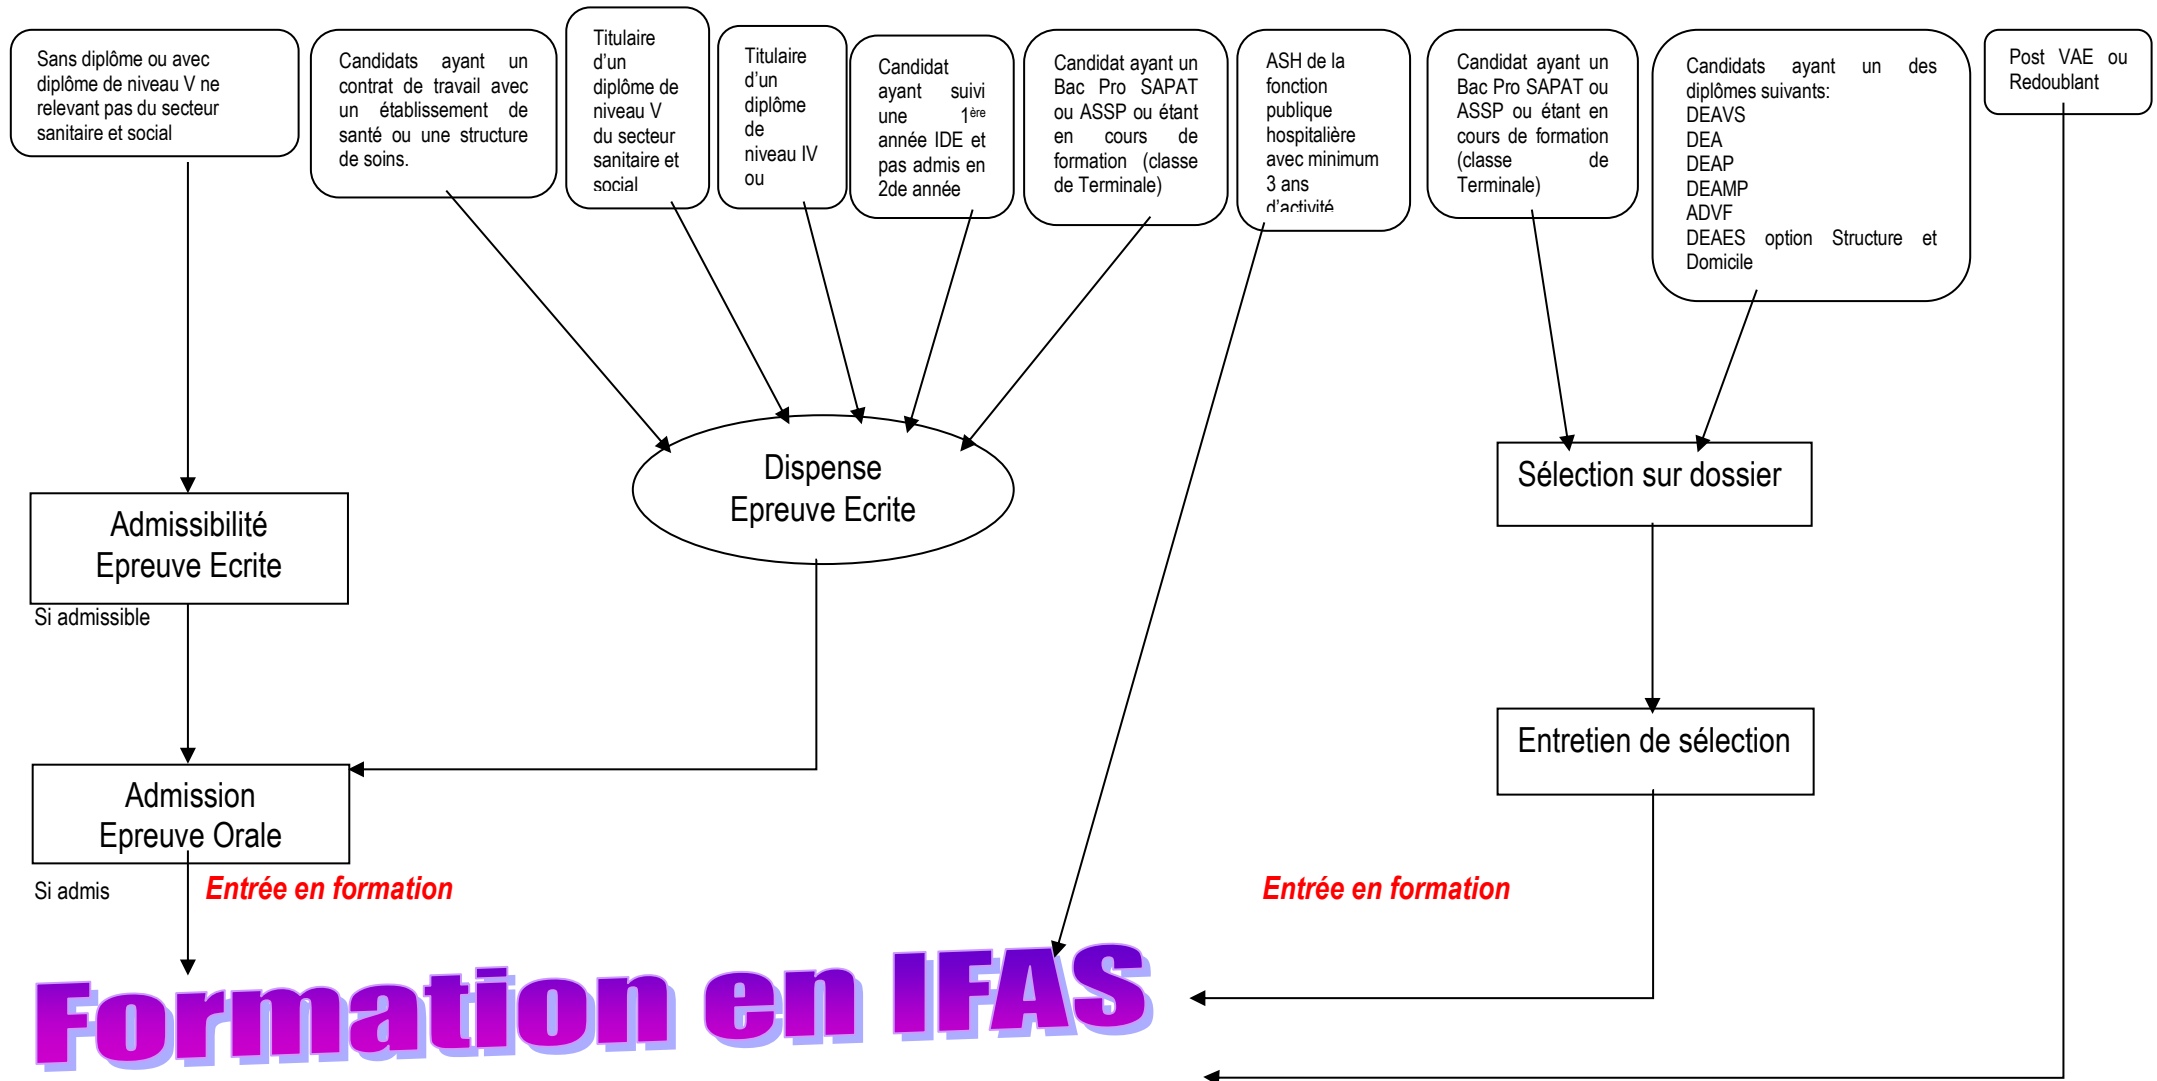 Sans diplôme ou avec
diplôme de niveau V ne
relevant pas du secteur
sanitaire et social
Candidats ayant un
contrat de travail avec
un établissement de
santé ou une structure
de soins.
Titulaire
d’un
diplôme de
niveau V
du secteur
sanitaire et
social
Titulaire
d’un
diplôme
de
niveau IV
ou
Candidat
ayant suivi
une 1ère
année IDE et
pas admis en
2de année
Candidat ayant un
Bac Pro SAPAT
ou ASSP ou étant
en cours de
formation (classe
de Terminale)
ASH de la
fonction
publique
hospitalière
avec minimum
3 ans
d’activité
Candidat ayant un
Bac Pro SAPAT ou
ASSP ou étant en
cours de formation
(classe de
Terminale)
Candidats ayant un des
diplômes suivants:
DEAVS
DEA
DEAP
DEAMP
ADVF
DEAES option Structure et
Domicile
Post VAE ou
Redoublant
Dispense
Epreuve Ecrite
Sélection sur dossier
Admissibilité
Epreuve Ecrite
Si admissible
Entretien de sélection
Admission
Epreuve Orale
Si admis
Entrée en formation
Entrée en formation
Formation en IFAS